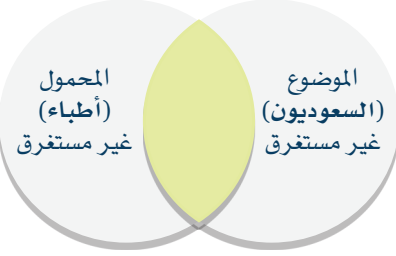 الموضوع
(السعوديون)
غير مستغرق
المحمول
(أطباء)
غير مستغرق